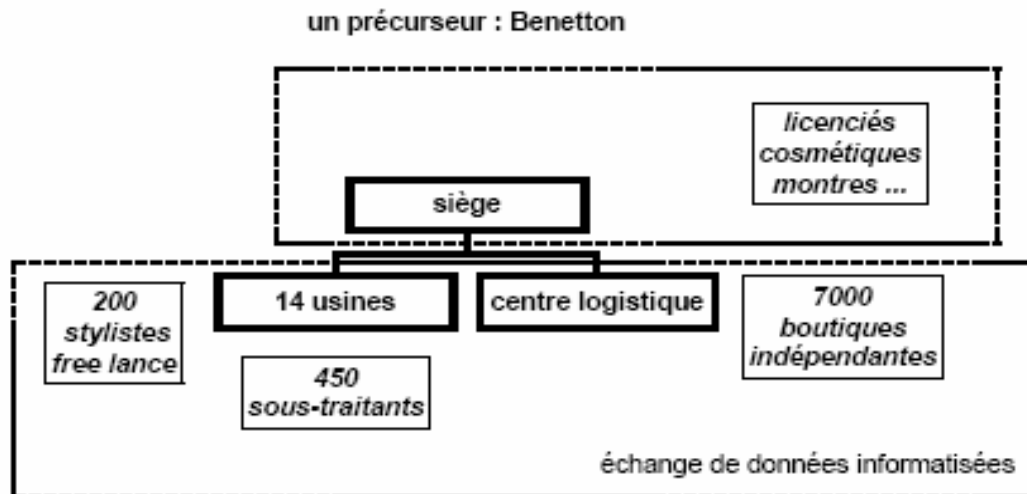 un précurseur : Benetton
licenciés
cosmétiques
montres ...
siège
200
stylistes
free lance
14 usines
centre logistique
7000
boutiques
indépendantes
450
sous-traitants
échange de données informatisées